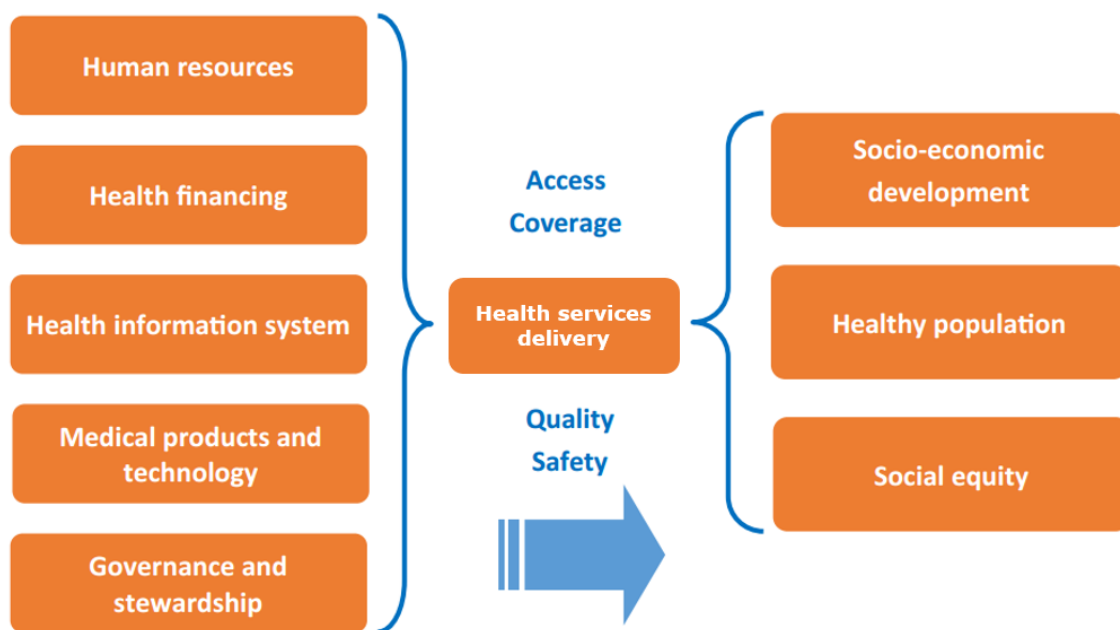 Human resources
Health financing
Health information system
Medical products and
technology
Governance and
stewardship
Access
Coverage
Health services
delivery
Quality
Safety
Socio-economic
development
Healthy population
Social equity